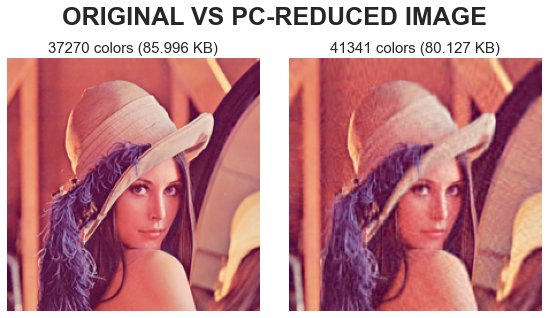 ORIGINAL VS PC-REDUCED IMAGE
37270 colors (85.996 KB)
41341 colors (80.127 KB)